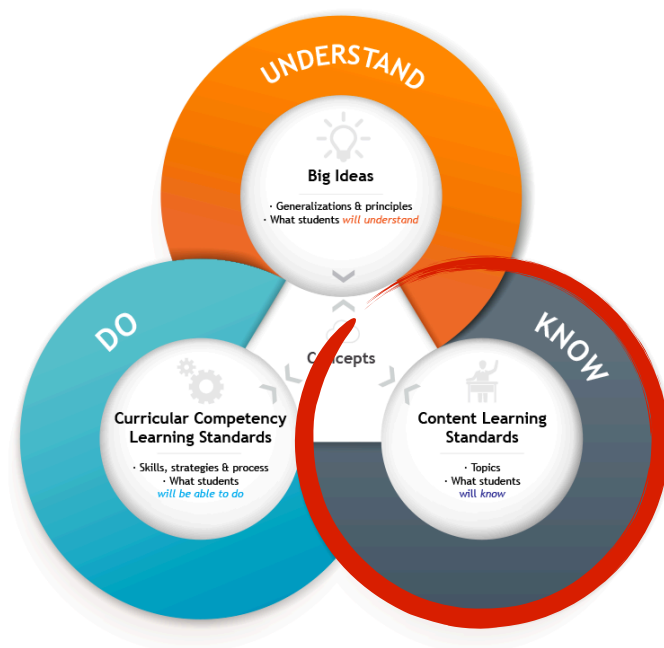 UNDERSTAND
Big Ideas
· Generalizations & principles
· What students will understand
Concepts
DO
Curricular Competency
Learning Standards
· Skills, strategies & process
· What students
will be able to do
KNOW
Content Learning
Standards
· Topics
· What students
will know